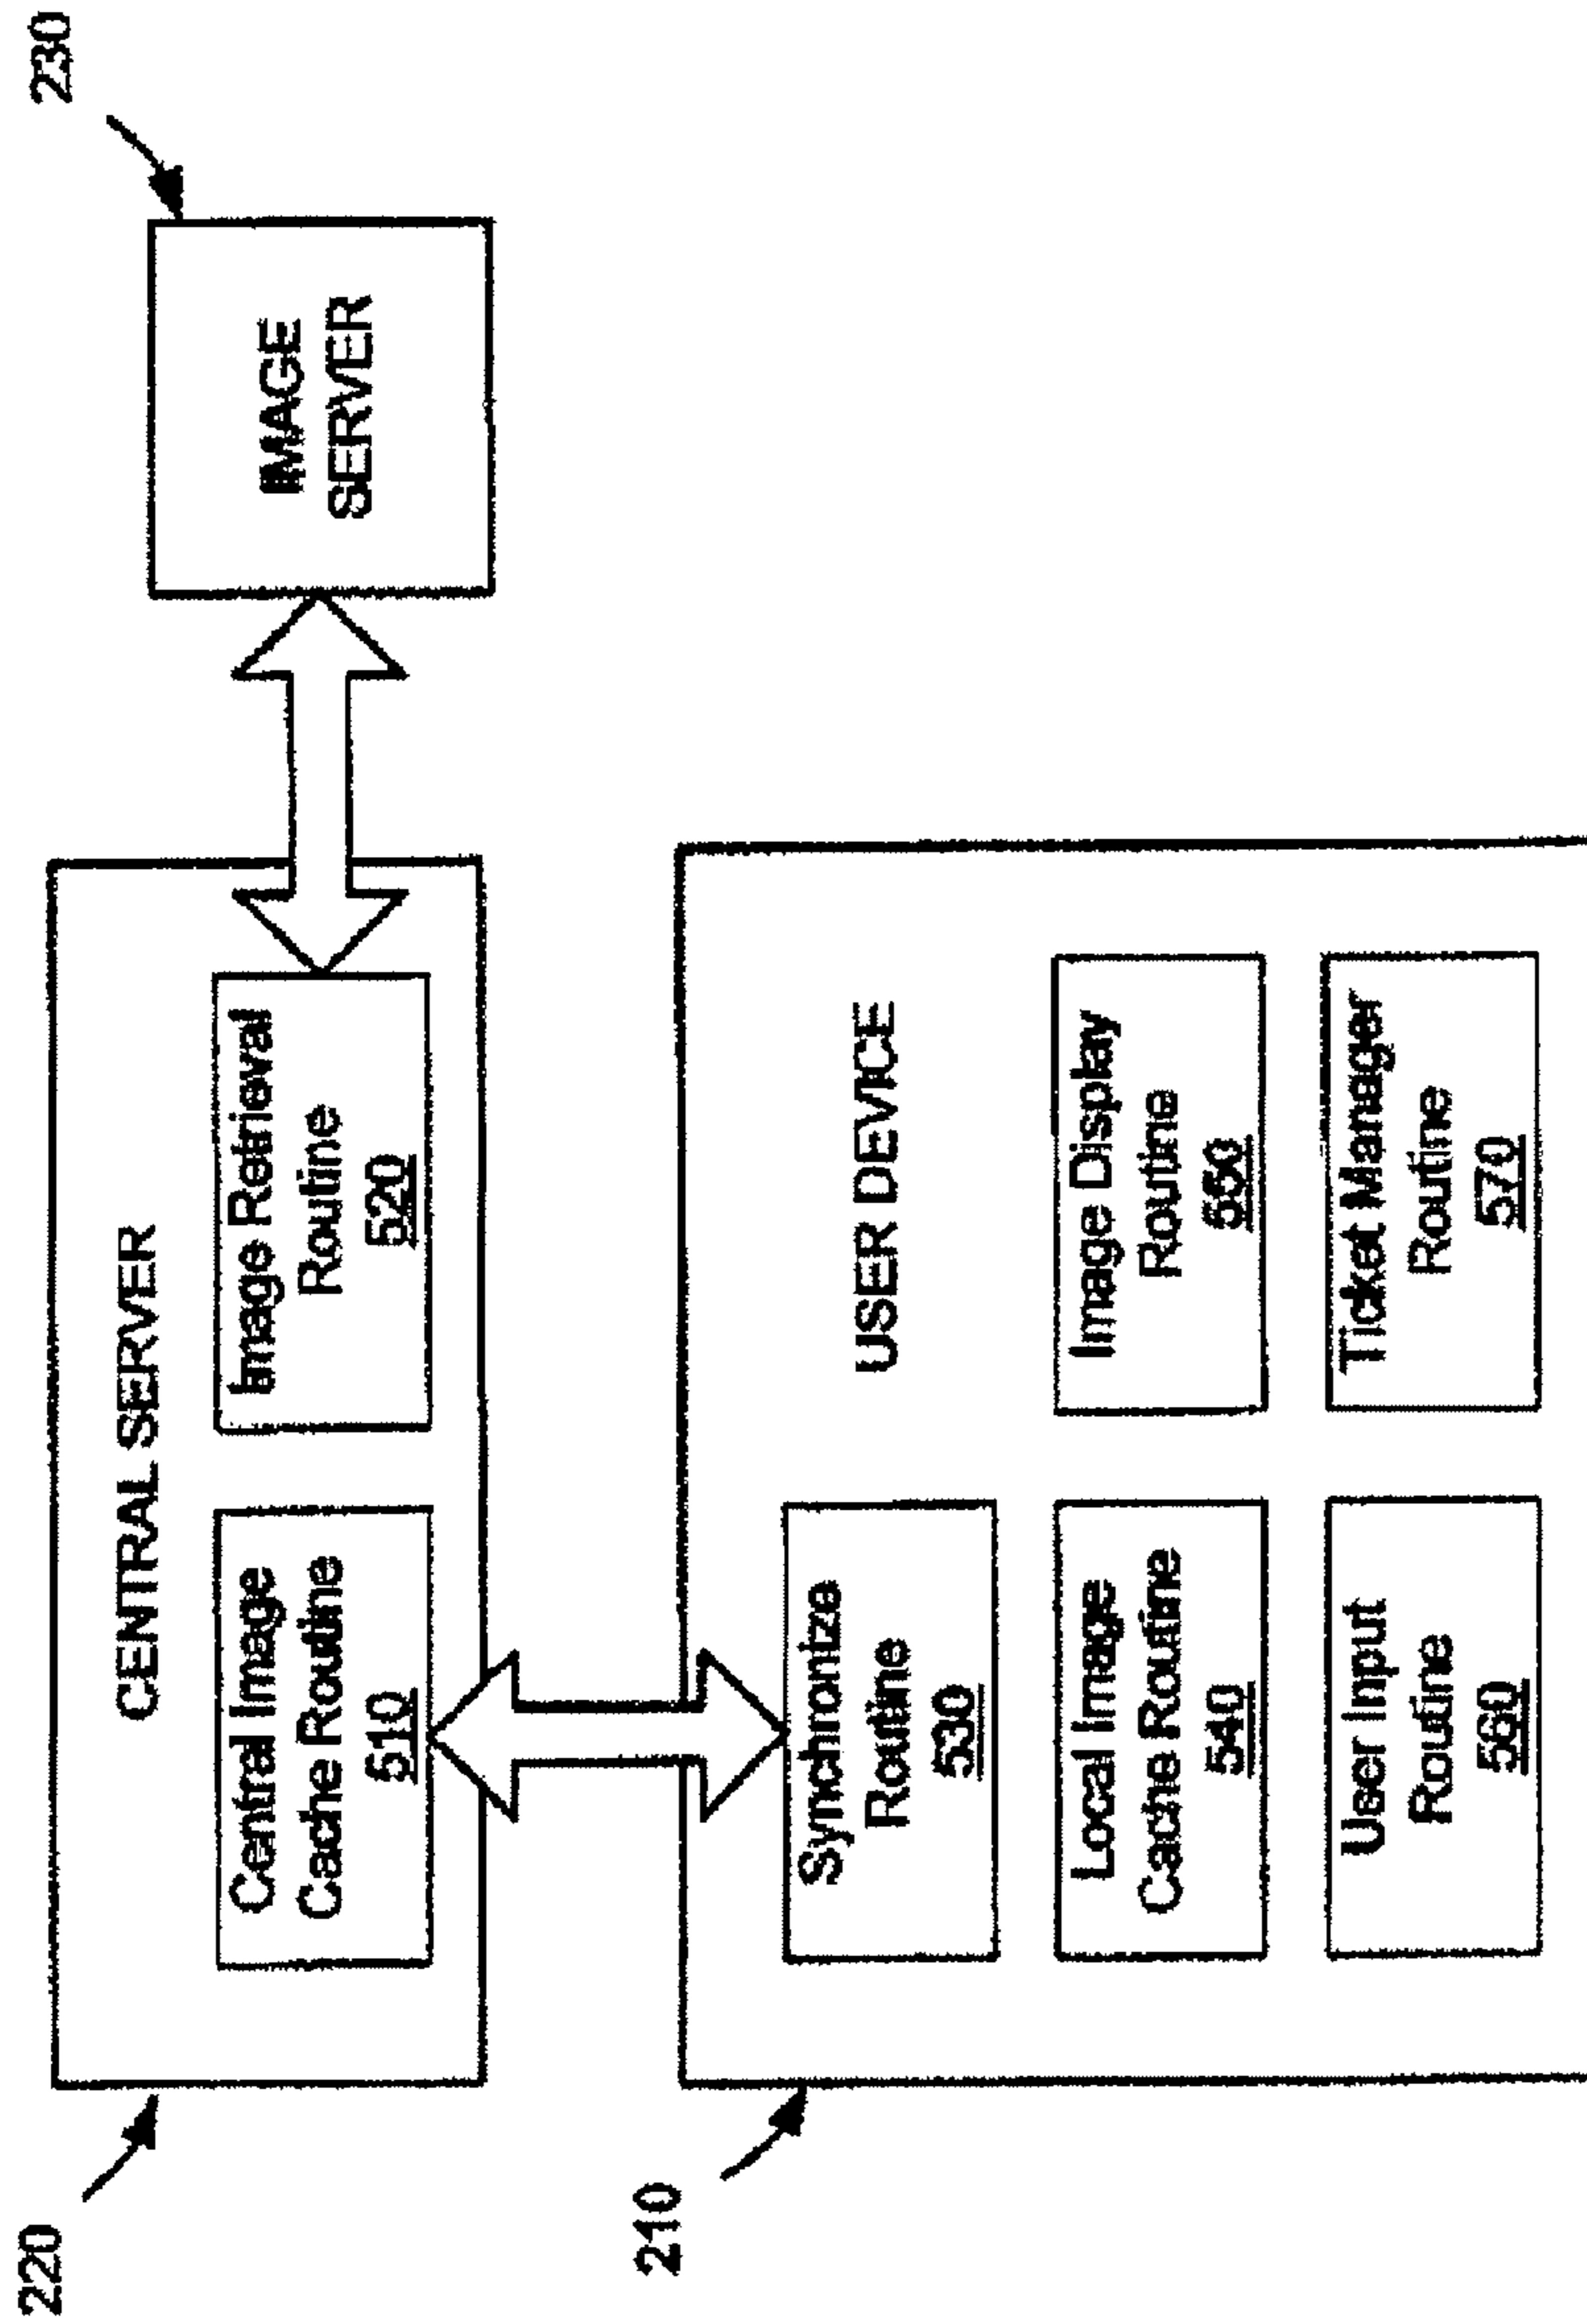 220
230
CENTRAL SERVER
Central Image
Cache Routine
510
Image Retrieval
Routine
520
IMAGE
SERVER
210
USER DEVICE
Synchronize
Routine
530
Local Image
Cache Routine
540
Image Display
Routine
550
User Input
Routine
560
Ticket Manager
Routine
570